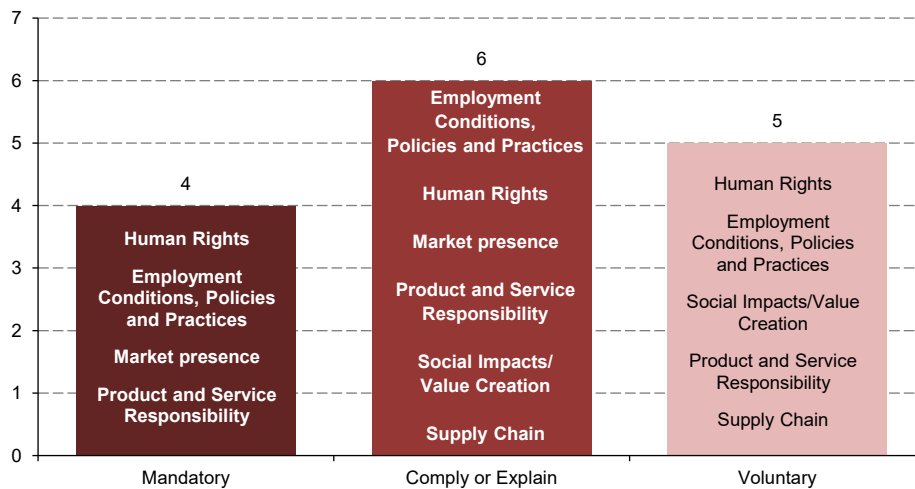 7
6
5
4
3
2
1
0
4
Human Rights
Employment
Conditions, Policies
and Practices
Market presence
Product and Service
Responsibility
6
Employment
Conditions,
Policies and Practices
Human Rights
Market presence
Product and Service
Responsibility
Social Impacts/
Value Creation
Supply Chain
5
Human Rights
Employment
Conditions, Policies
and Practices
Social Impacts/Value
Creation
Product and Service
Responsibility
Supply Chain
Mandatory
Comply or Explain
Voluntary